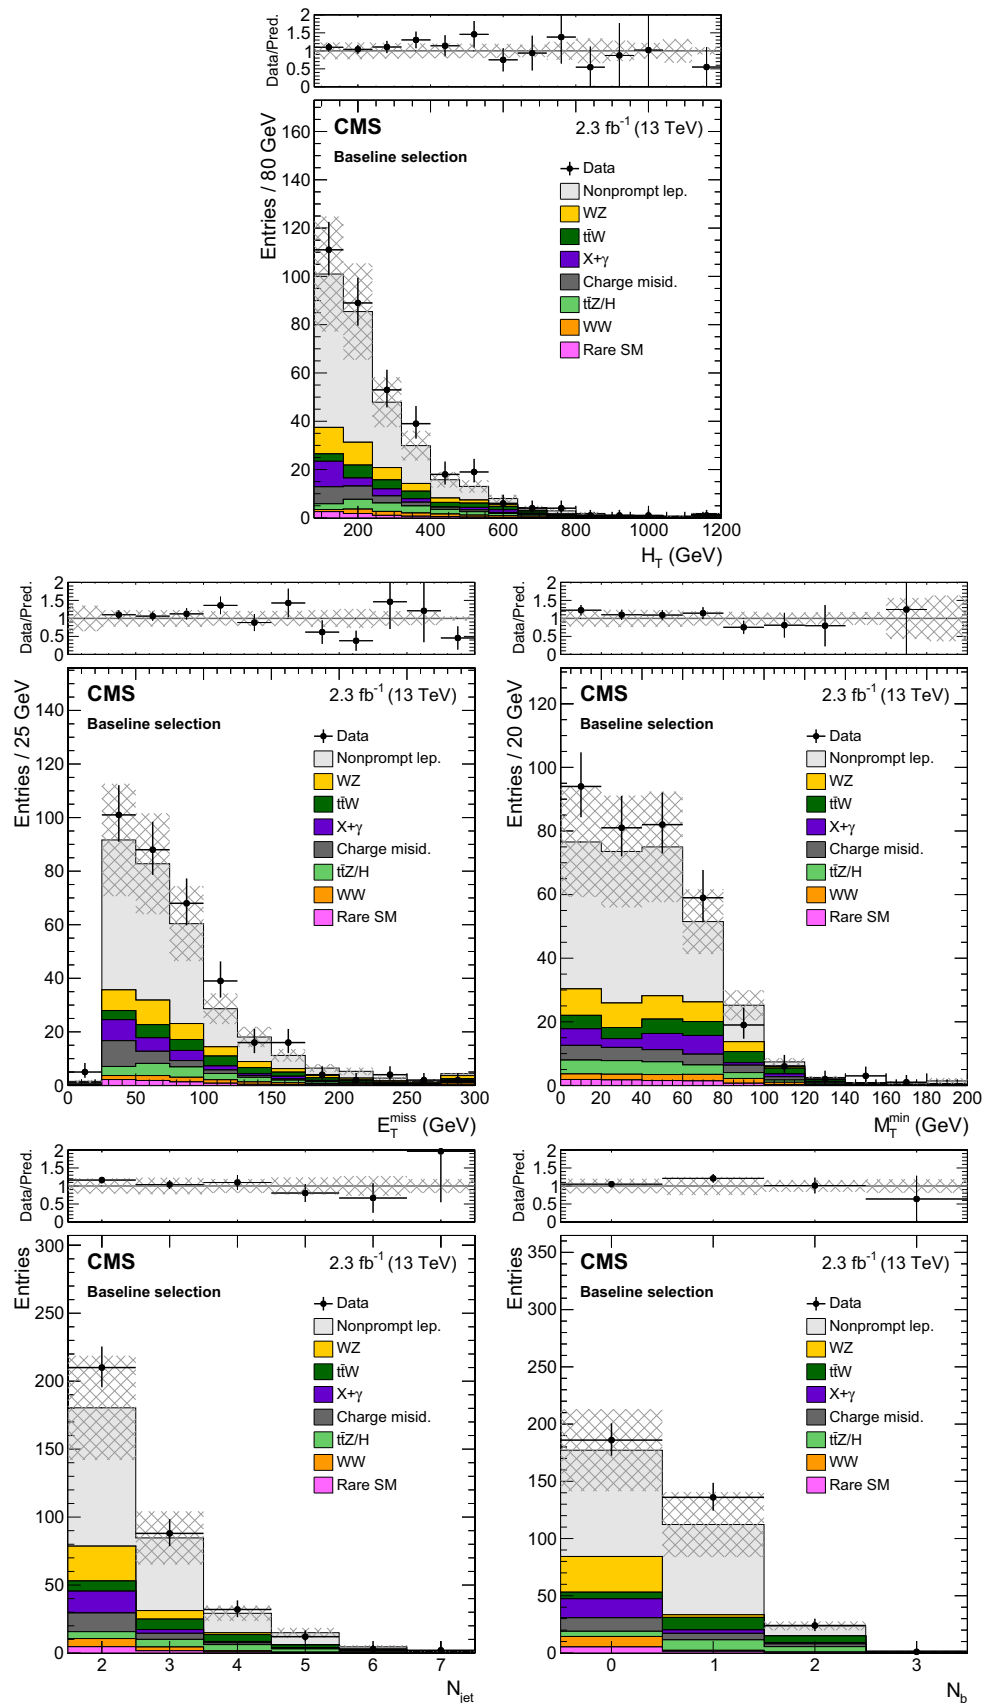 Data/Pred.
2
1.5
1
0.5
0
CMS
2.3 fb⁻¹ (13 TeV)
Baseline selection
Entries / 80 GeV
160
140
120
100
80
60
40
20
0
Data
Nonprompt lep.
WZ
tt̄W
X+γ
Charge misid.
tt̄Z/H
WW
Rare SM
200 400 600 800 1000 1200
H_T (GeV)
Data/Pred.
2
1.5
1
0.5
0
CMS
2.3 fb⁻¹ (13 TeV)
Baseline selection
Entries / 25 GeV
140
120
100
80
60
40
20
0
Data
Nonprompt lep.
WZ
tt̄W
X+γ
Charge misid.
tt̄Z/H
WW
Rare SM
0 50 100 150 200 250 300
E_T^miss (GeV)
Data/Pred.
2
1.5
1
0.5
0
CMS
2.3 fb⁻¹ (13 TeV)
Baseline selection
Entries / 20 GeV
120
100
80
60
40
20
0
Data
Nonprompt lep.
WZ
tt̄W
X+γ
Charge misid.
tt̄Z/H
WW
Rare SM
0 20 40 60 80 100 120 140 160 180 200
M_T^min (GeV)
Data/Pred.
2
1.5
1
0.5
0
CMS
2.3 fb⁻¹ (13 TeV)
Baseline selection
Entries
300
250
200
150
100
50
0
Data
Nonprompt lep.
WZ
tt̄W
X+γ
Charge misid.
tt̄Z/H
WW
Rare SM
2 3 4 5 6 7
N_jet
Data/Pred.
2
1.5
1
0.5
0
CMS
2.3 fb⁻¹ (13 TeV)
Baseline selection
Entries
350
300
250
200
150
100
50
0
Data
Nonprompt lep.
WZ
tt̄W
X+γ
Charge misid.
tt̄Z/H
WW
Rare SM
0 1 2 3
N_b